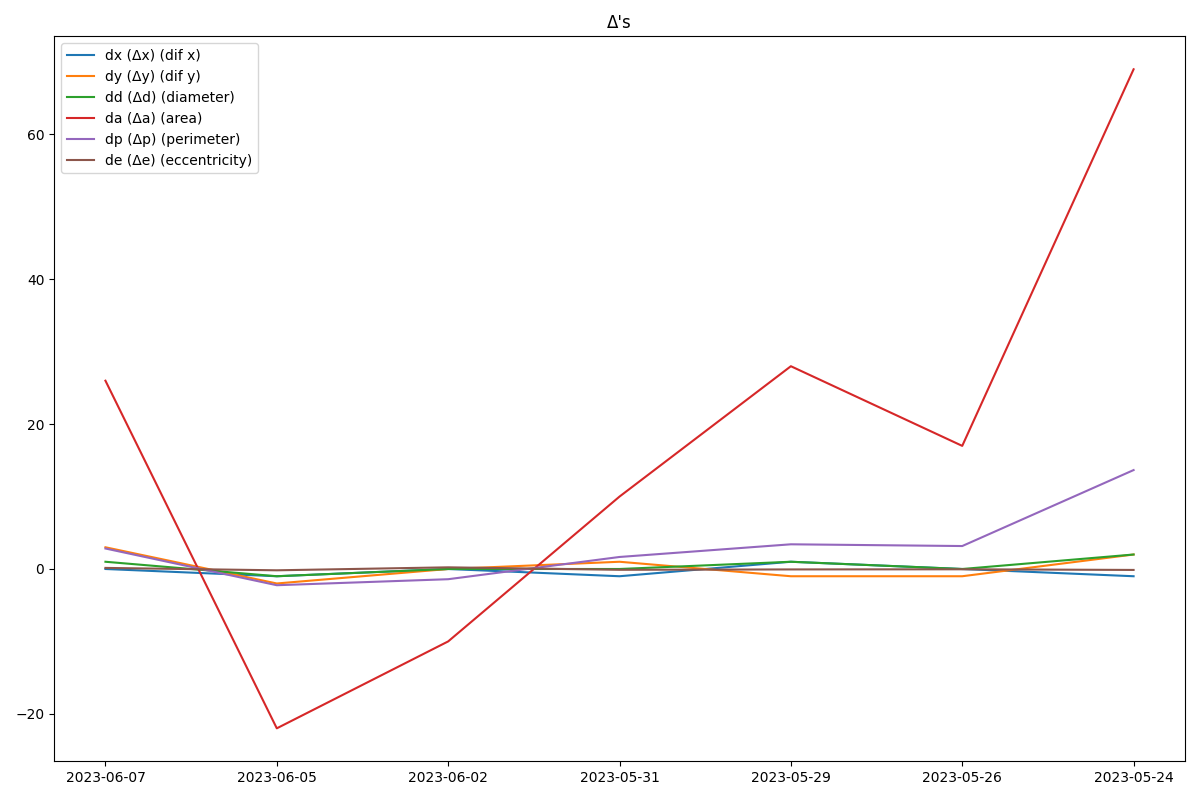 Δ's
dx (Δx) (dif x)
dy (Δy) (dif y)
dd (Δd) (diameter)
da (Δa) (area)
dp (Δp) (perimeter)
de (Δe) (eccentricity)
60
40
20
0
−20
2023-06-07 2023-06-05 2023-06-02 2023-05-31 2023-05-29 2023-05-26 2023-05-24